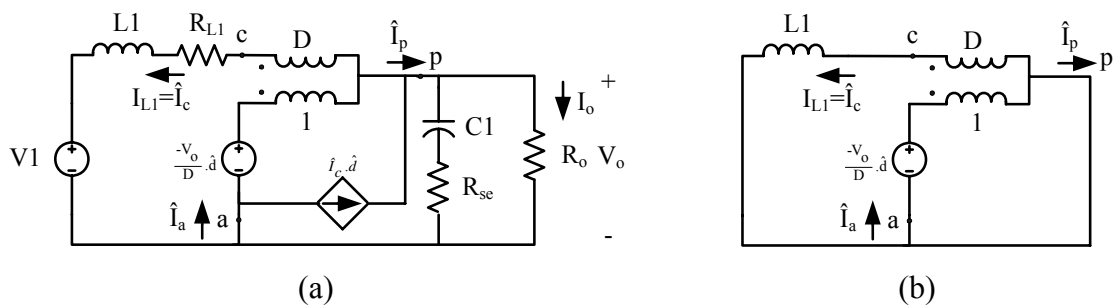 L1
R_L1
c
D
Î_p
p
I_L1=Î_c
1
C1
R_se
I_o
+
R_o
V_o
-
V1
+
-
-V_o/D .d̂
Î_c.d̂
Î_a
a
(a)
L1
c
D
Î_p
p
I_L1=Î_c
1
+
-
-V_o/D .d̂
Î_a
a
(b)